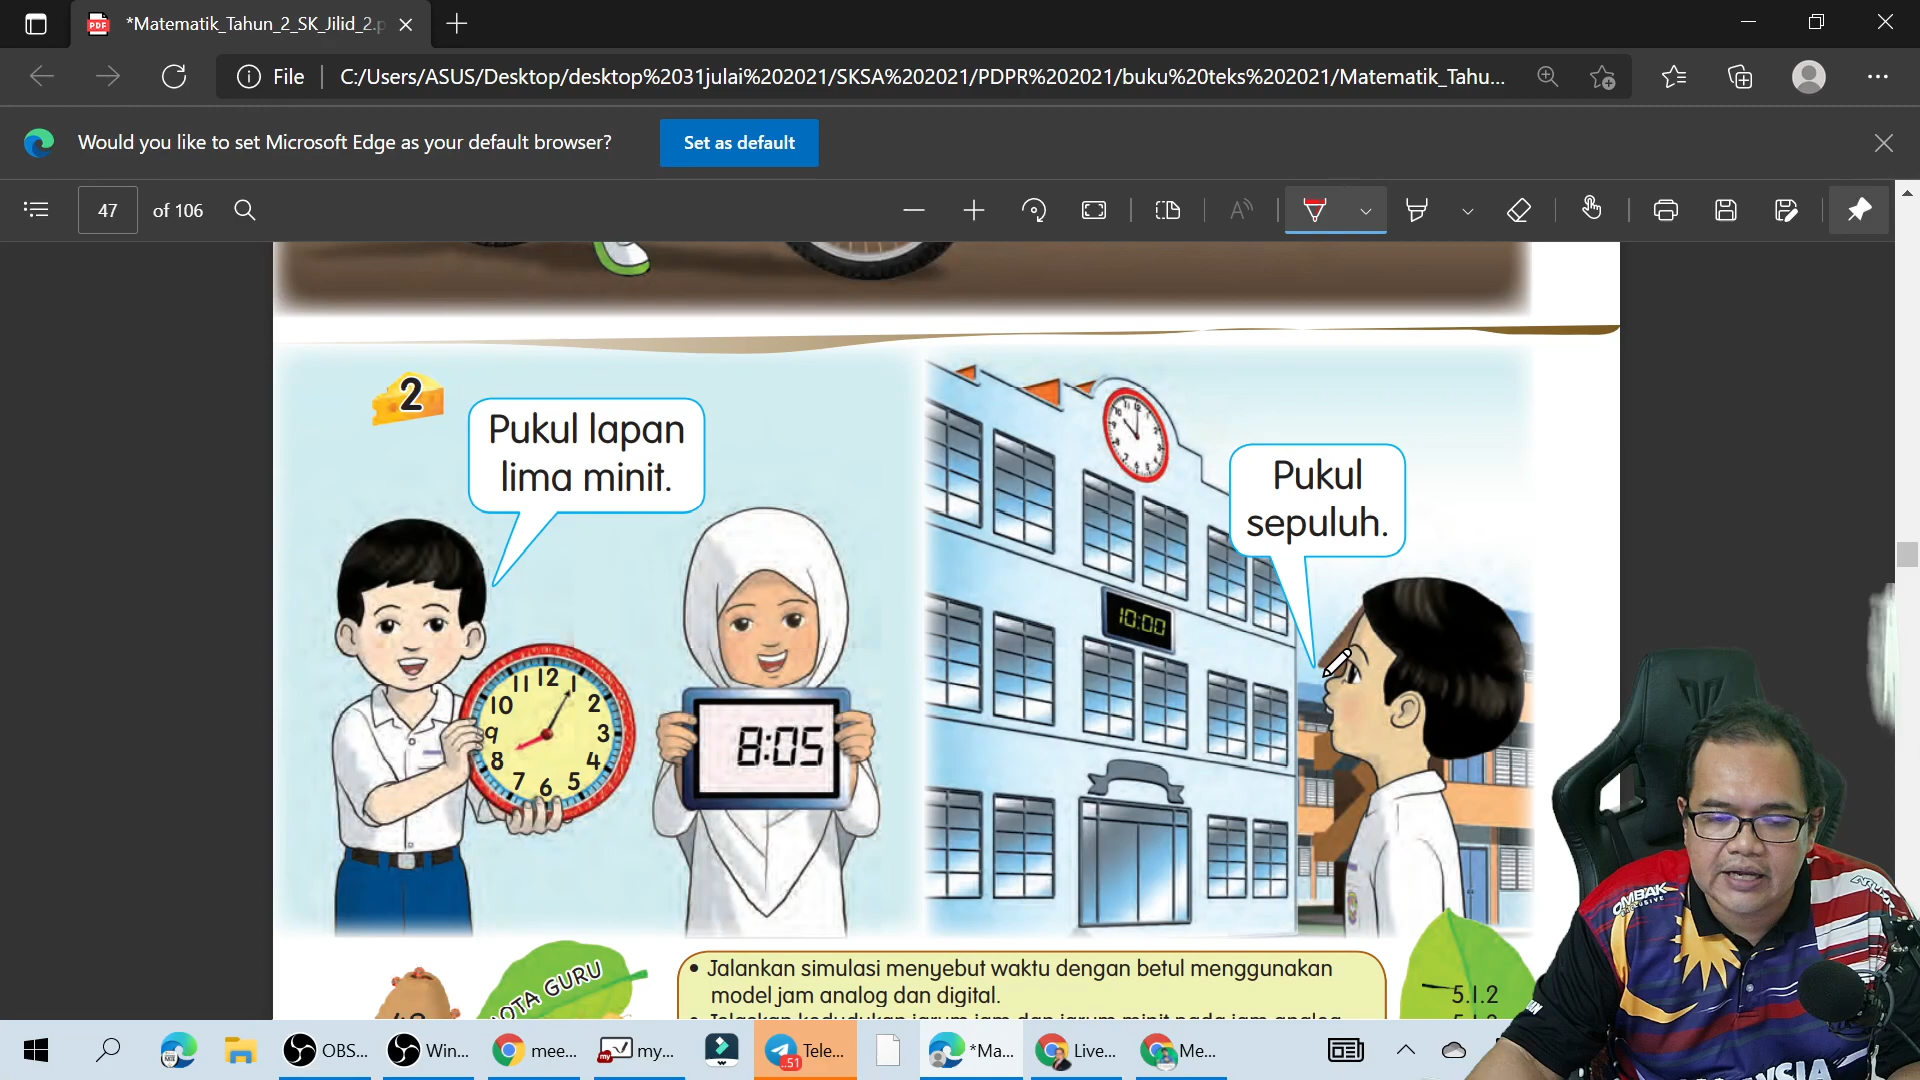 *Matematik_Tahun_2_SK_Jilid_2.p
File
C:/Users/ASUS/Desktop/desktop%2031julai%202021/SKSA%202021/PDPR%202021/buku%20teks%202021/Matematik_Tahu...
Would you like to set Microsoft Edge as your default browser?
Set as default
47
of 106
2
Pukul lapan
lima minit.
Pukul
sepuluh.
10:00
12
11 1
10 2
9 3
8 4
7 6 5
8:05
NOTA GURU
• Jalankan simulasi menyebut waktu dengan betul menggunakan
model jam analog dan digital.
5.1.2
OMBAK
EXCLUSIVE
OBS...
Win...
mee...
my...
Tele...
..51
*Ma...
Live...
Me...